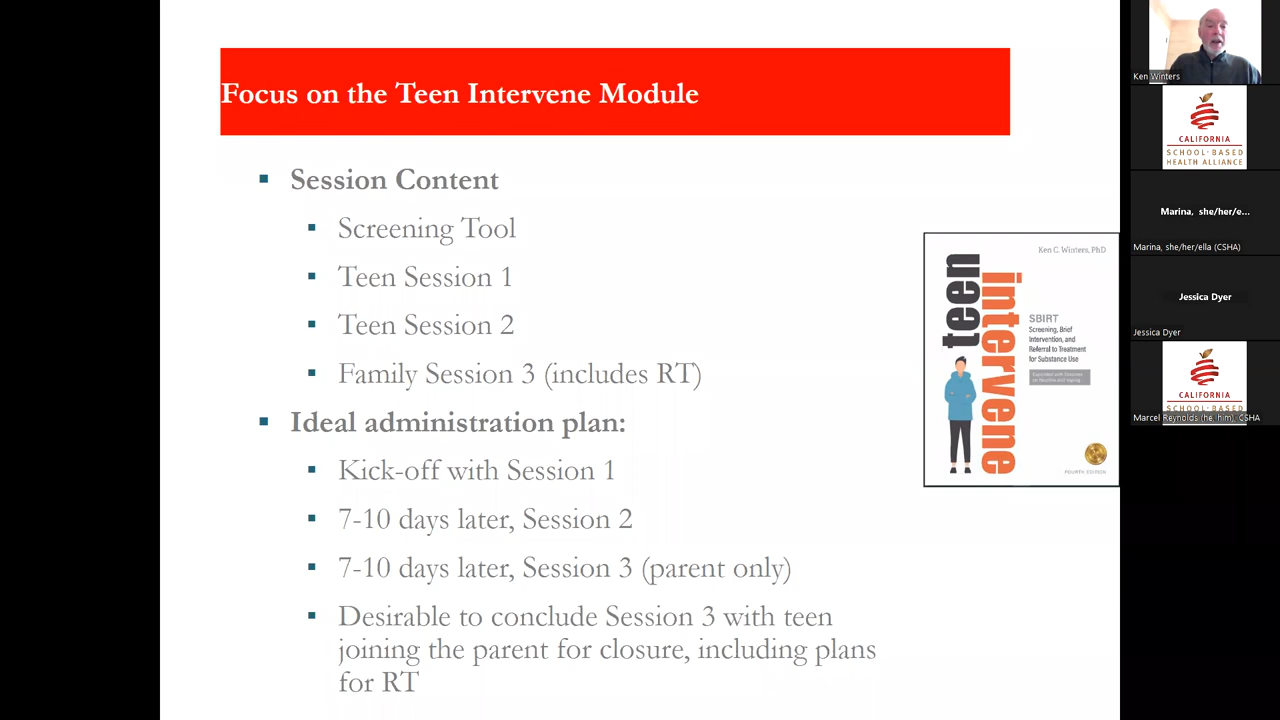 Focus on the Teen Intervene Module
Session Content
Screening Tool
Teen Session 1
Teen Session 2
Family Session 3 (includes RT)
Ideal administration plan:
Kick-off with Session 1
7-10 days later, Session 2
7-10 days later, Session 3 (parent only)
Desirable to conclude Session 3 with teen
joining the parent for closure, including plans
for RT
Ken C. Winters, PhD
teen
intervene
SBIRT
Screening, Brief
Intervention, and
Referral to Treatment
for Substance Use
FOURTH EDITION
Ken Winters
CALIFORNIA
SCHOOL-BASED
HEALTH ALLIANCE
Marina, she/her/e...
Marina, she/her/ella (CSHA)
Jessica Dyer
Jessica Dyer
CALIFORNIA
SCHOOL-BASED
Marcel Reynolds (he, him), CSHA